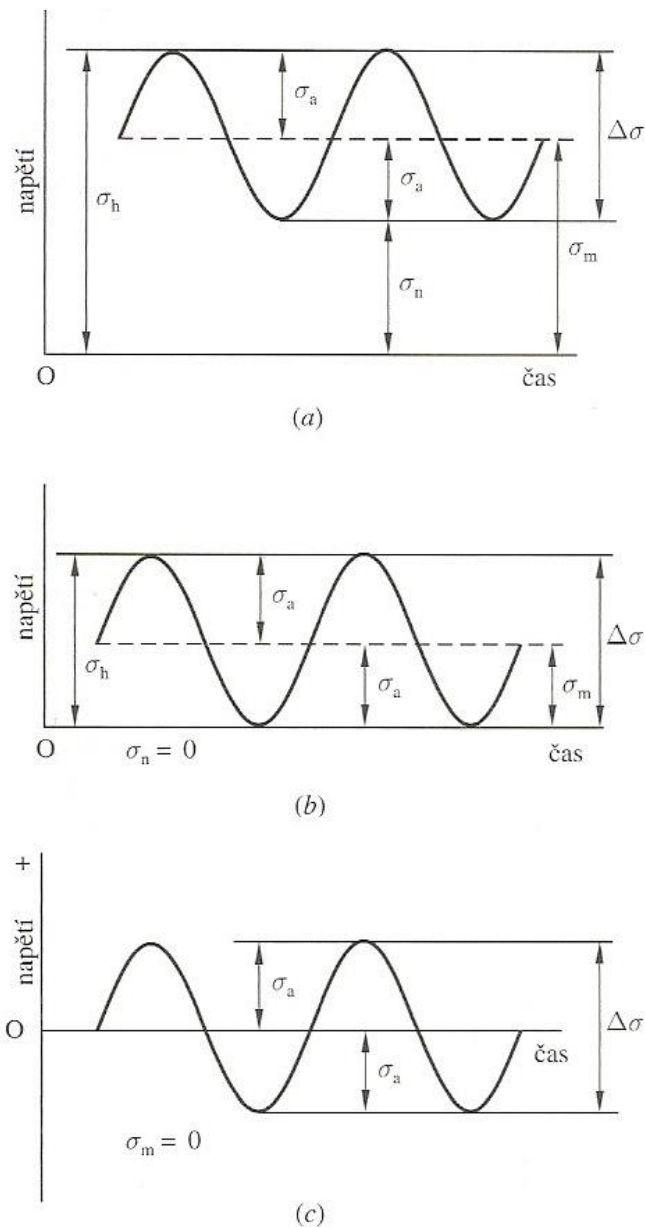 σa
Δσ
napětí
σh
σa
σm
σn
O
čas
(a)
napětí
σa
Δσ
σh
σa
σm
O
σn = 0
čas
(b)
+
napětí
σa
Δσ
O
čas
σa
σm = 0
(c)